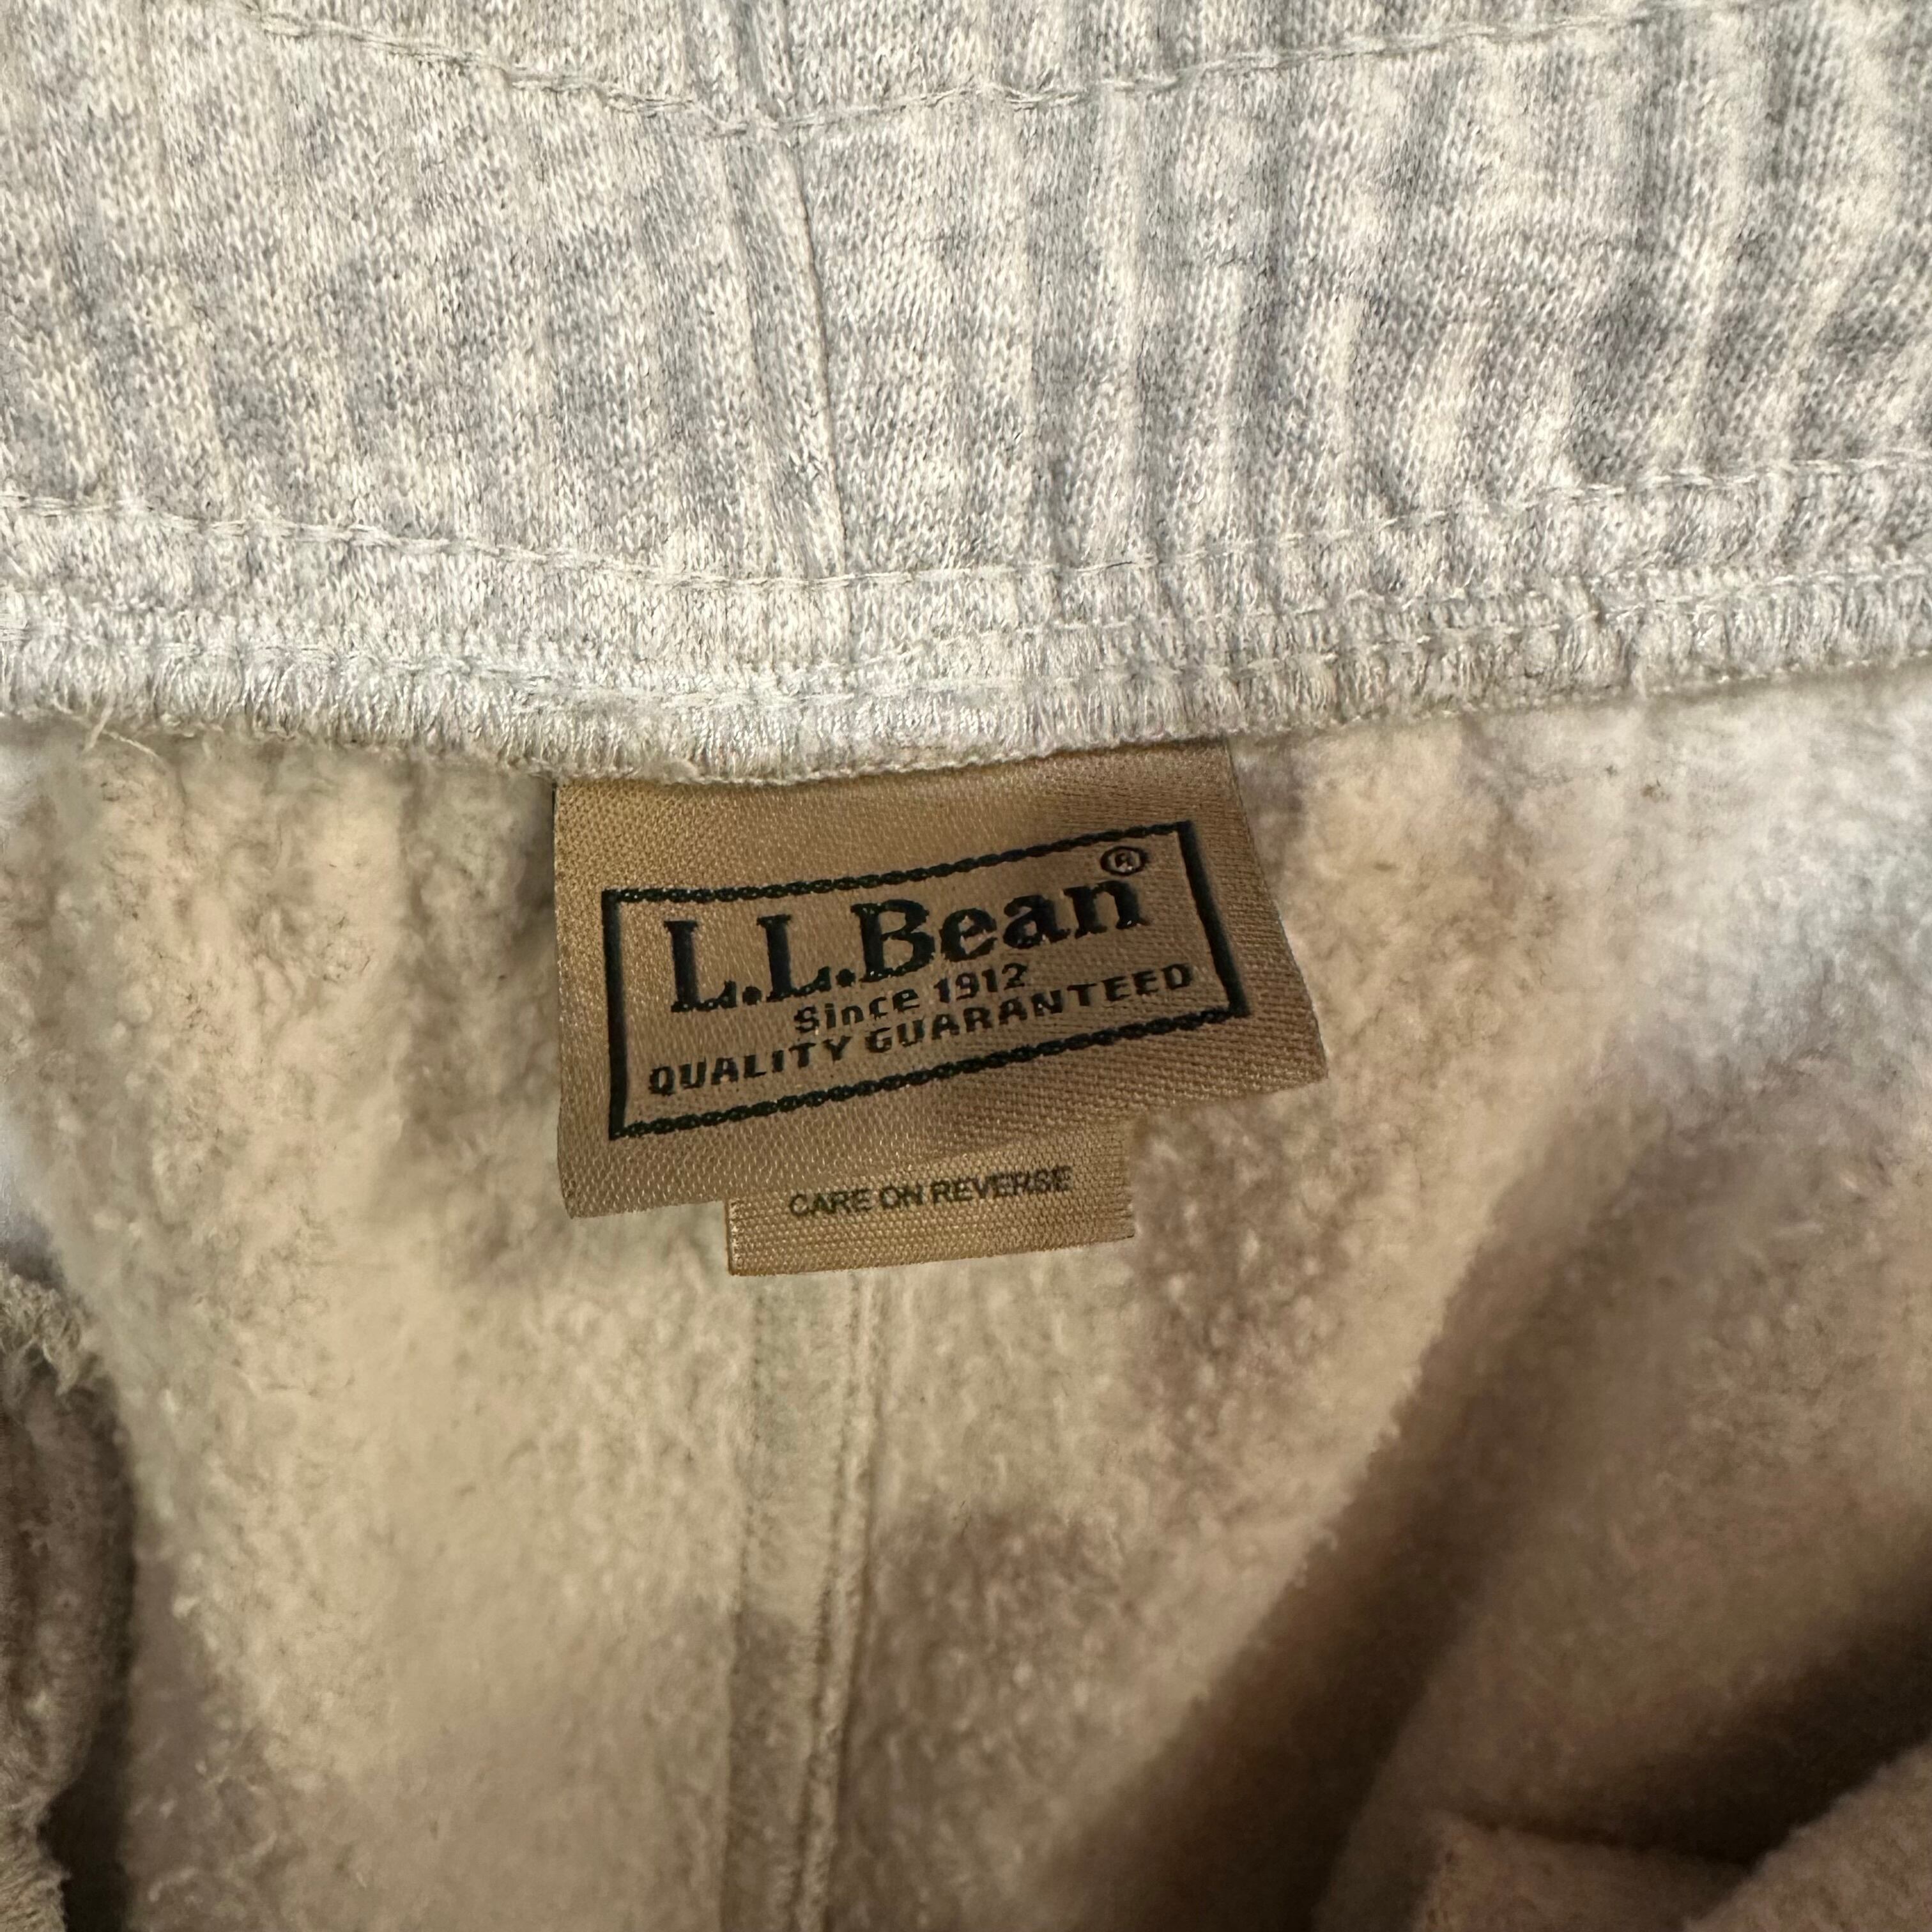 L.L.Bean®
Since 1912
QUALITY GUARANTEED
CARE ON REVERSE